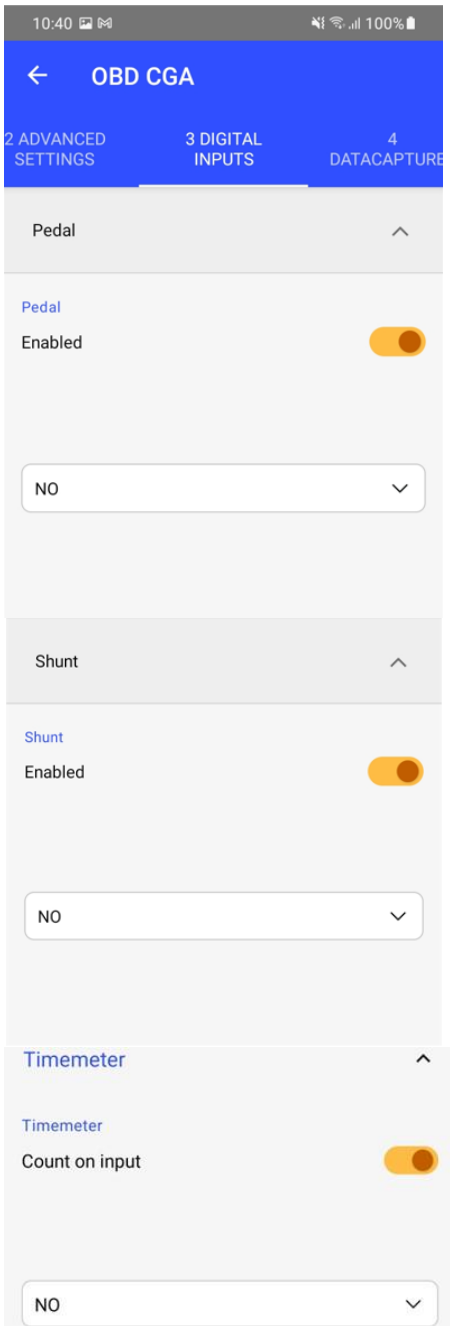 10:40 100%
OBD CGA
2 ADVANCED SETTINGS
3 DIGITAL INPUTS
4 DATACAPTURE
Pedal
Pedal
Enabled
NO
Shunt
Shunt
Enabled
NO
Timemeter
Timemeter
Count on input
NO